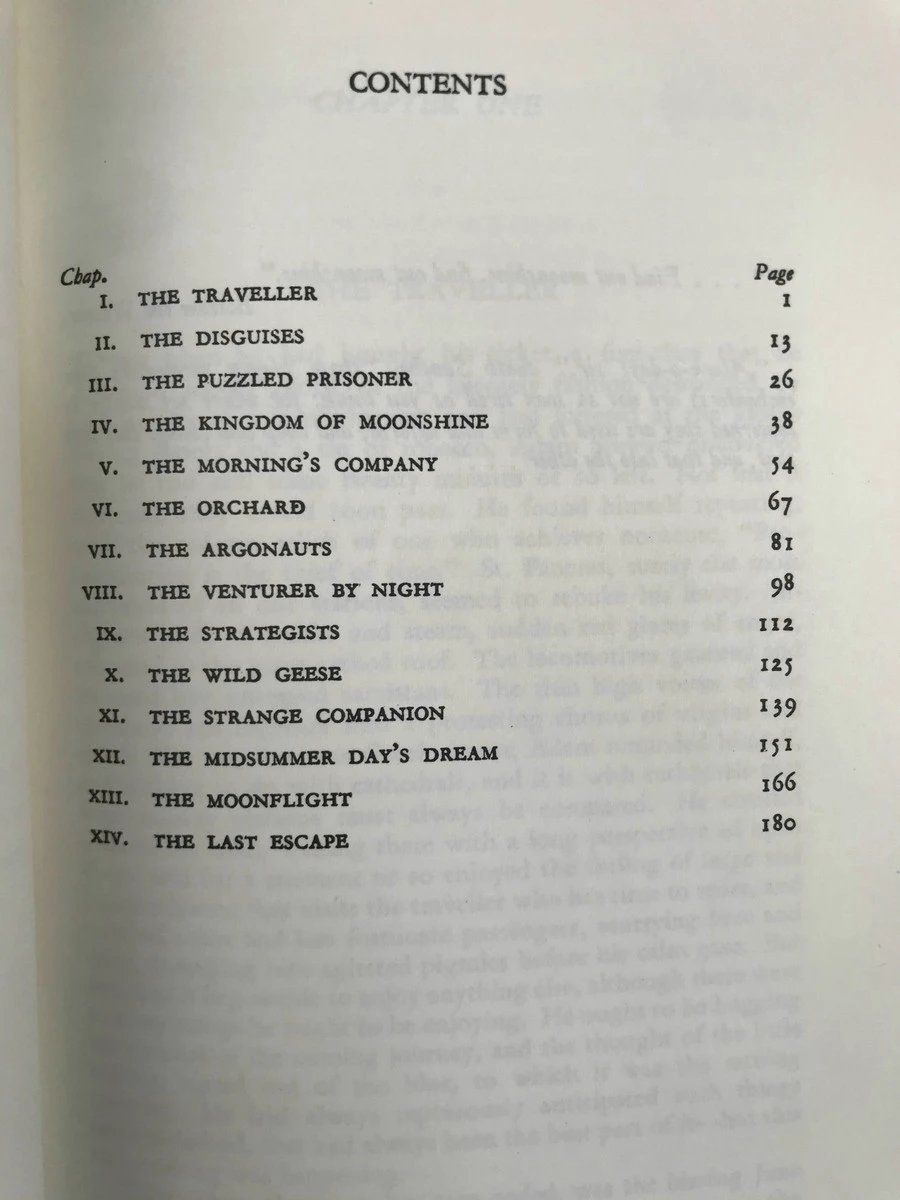 CONTENTS
Chap. Page
I. THE TRAVELLER 1
II. THE DISGUISES 13
III. THE PUZZLED PRISONER 26
IV. THE KINGDOM OF MOONSHINE 38
V. THE MORNING'S COMPANY 54
VI. THE ORCHARD 67
VII. THE ARGONAUTS 81
VIII. THE VENTURER BY NIGHT 98
IX. THE STRATEGISTS 112
X. THE WILD GEESE 125
XI. THE STRANGE COMPANION 139
XII. THE MIDSUMMER DAY'S DREAM 151
XIII. THE MOONFLIGHT 166
XIV. THE LAST ESCAPE 180